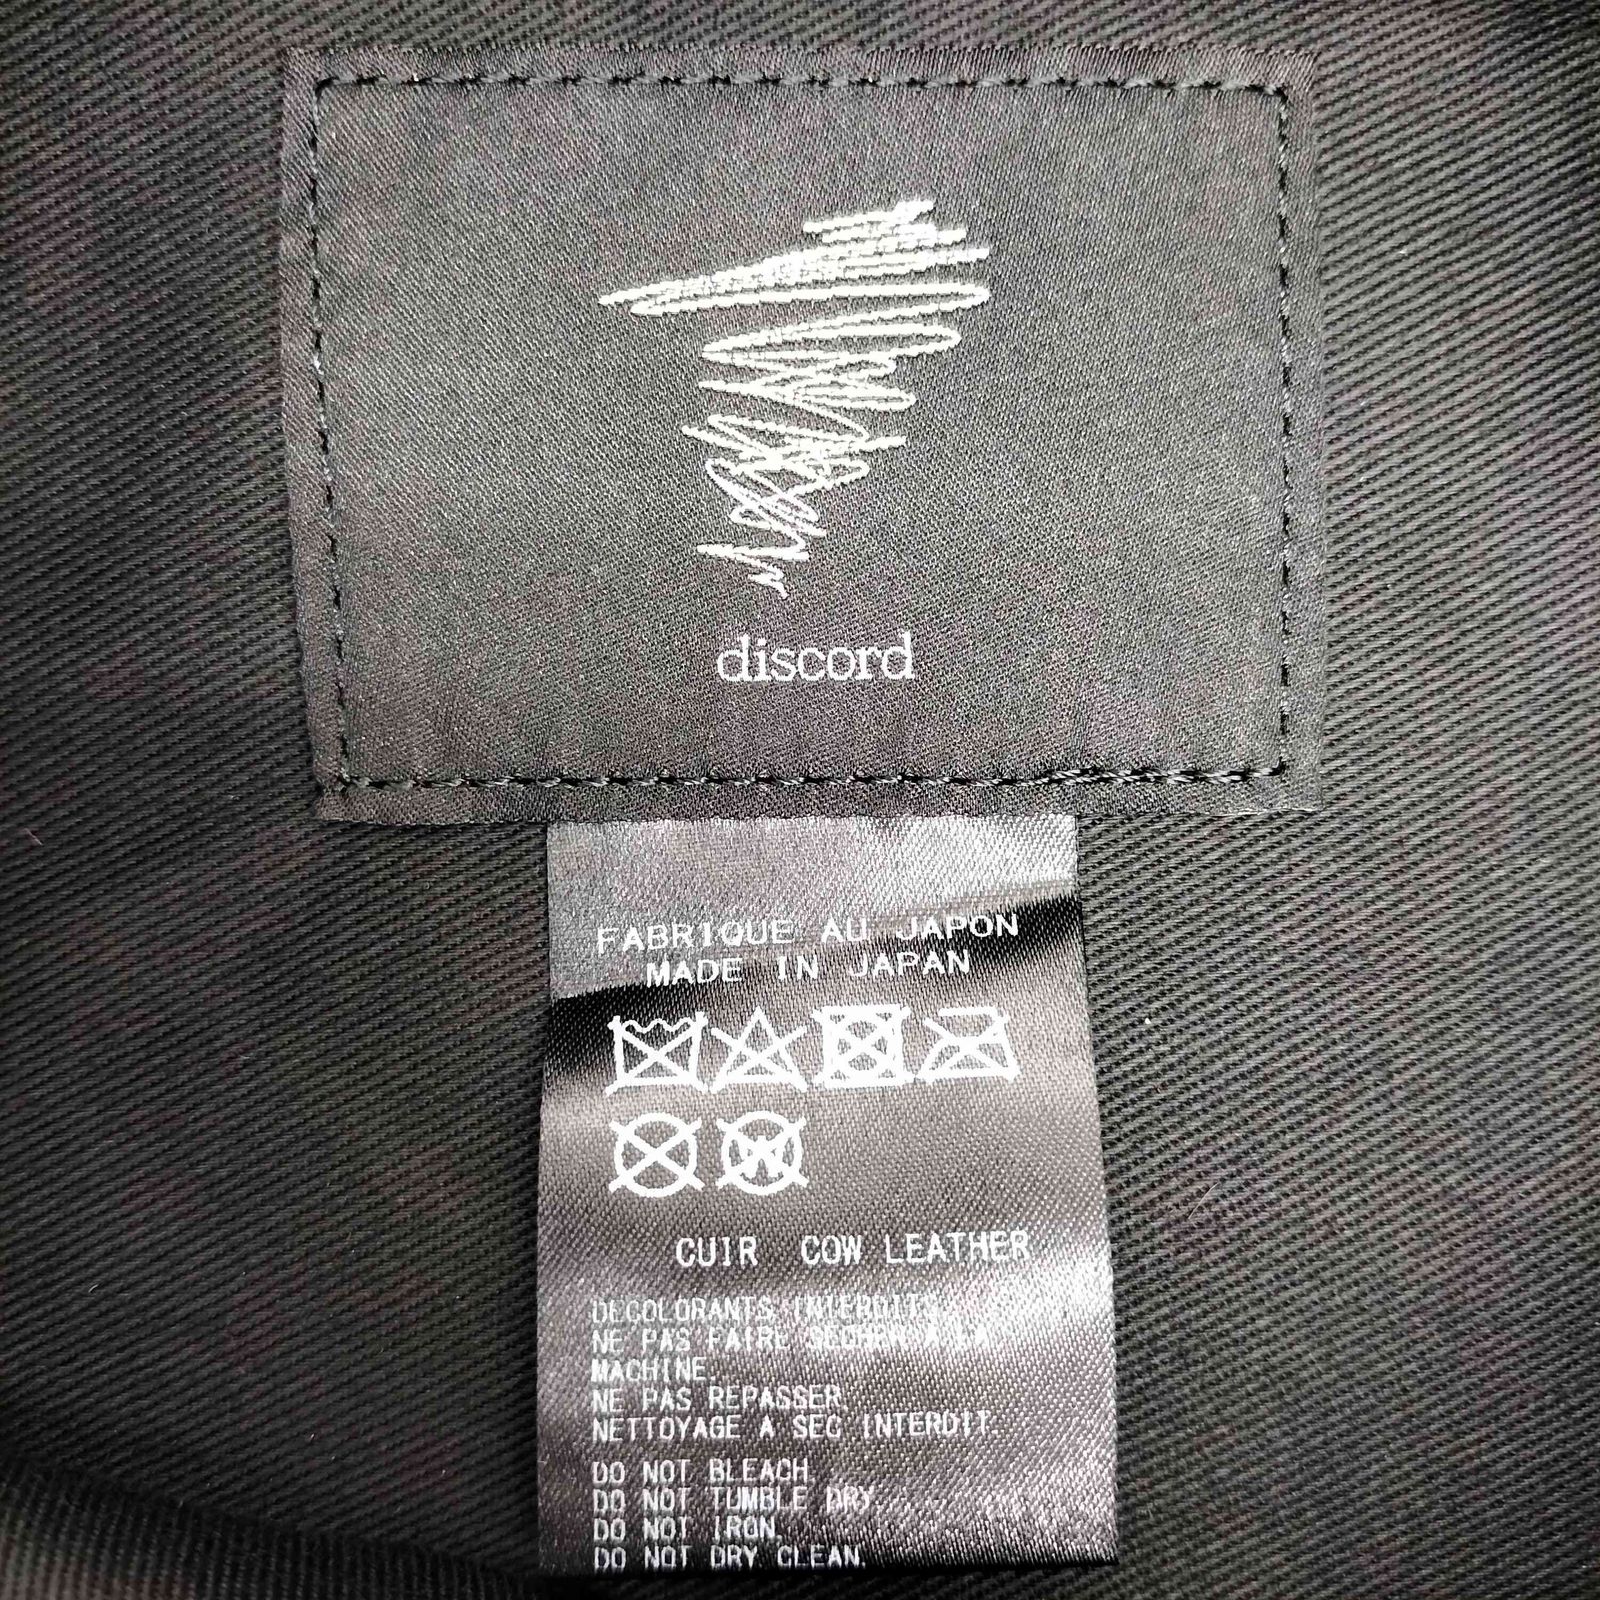 discord
FABRIQUE AU JAPON
MADE IN JAPAN
W
CUIR COW LEATHER
DECOLORANTS INTERDITS.
NE PAS FAIRE SECHER A LA
MACHINE.
NE PAS REPASSER
NETTOYAGE A SEC INTERDIT.
DO NOT BLEACH.
DO NOT TUMBLE DRY.
DO NOT IRON.
DO NOT DRY CLEAN.